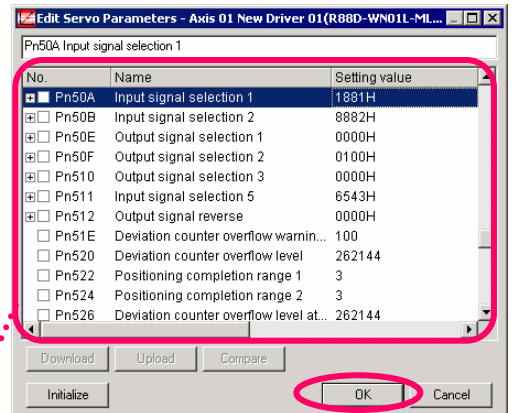 Edit Servo Parameters - Axis 01 New Driver 01(R88D-WN01L-ML...
Pn50A Input signal selection 1
No. Name Setting value
Pn50A Input signal selection 1 1881H
Pn50B Input signal selection 2 8882H
Pn50E Output signal selection 1 0000H
Pn50F Output signal selection 2 0100H
Pn510 Output signal selection 3 0000H
Pn511 Input signal selection 5 6543H
Pn512 Output signal reverse 0000H
Pn51E Deviation counter overflow warnin... 100
Pn520 Deviation counter overflow level 262144
Pn522 Positioning completion range 1 3
Pn524 Positioning completion range 2 3
Pn526 Deviation counter overflow level at... 262144
Download Upload Compare
Initialize OK Cancel